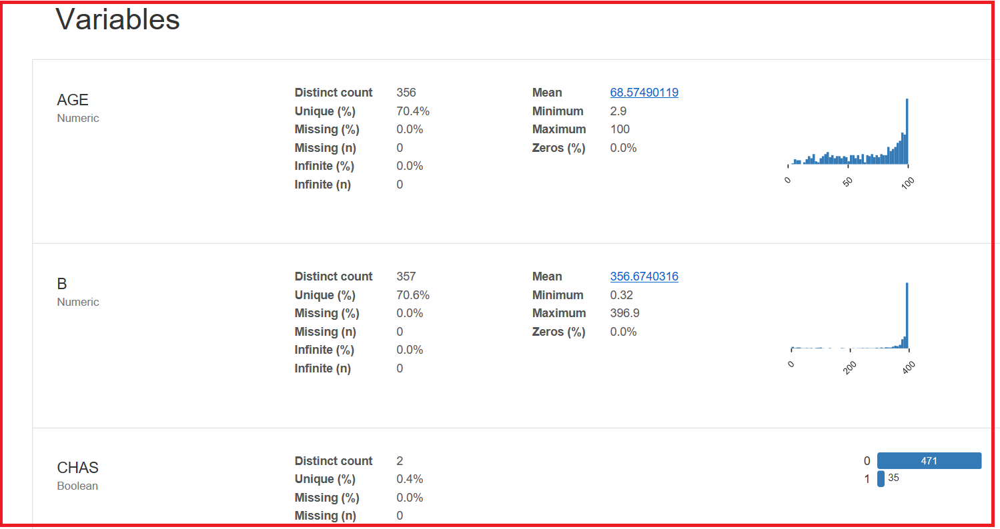 Variables
AGE
Numeric
Distinct count 356
Unique (%) 70.4%
Missing (%) 0.0%
Missing (n) 0
Infinite (%) 0.0%
Infinite (n) 0
Mean 68.57490119
Minimum 2.9
Maximum 100
Zeros (%) 0.0%
0 50 100
B
Numeric
Distinct count 357
Unique (%) 70.6%
Missing (%) 0.0%
Missing (n) 0
Infinite (%) 0.0%
Infinite (n) 0
Mean 356.6740316
Minimum 0.32
Maximum 396.9
Zeros (%) 0.0%
0 200 400
CHAS
Boolean
Distinct count 2
Unique (%) 0.4%
Missing (%) 0.0%
Missing (n) 0
0 471
1 35